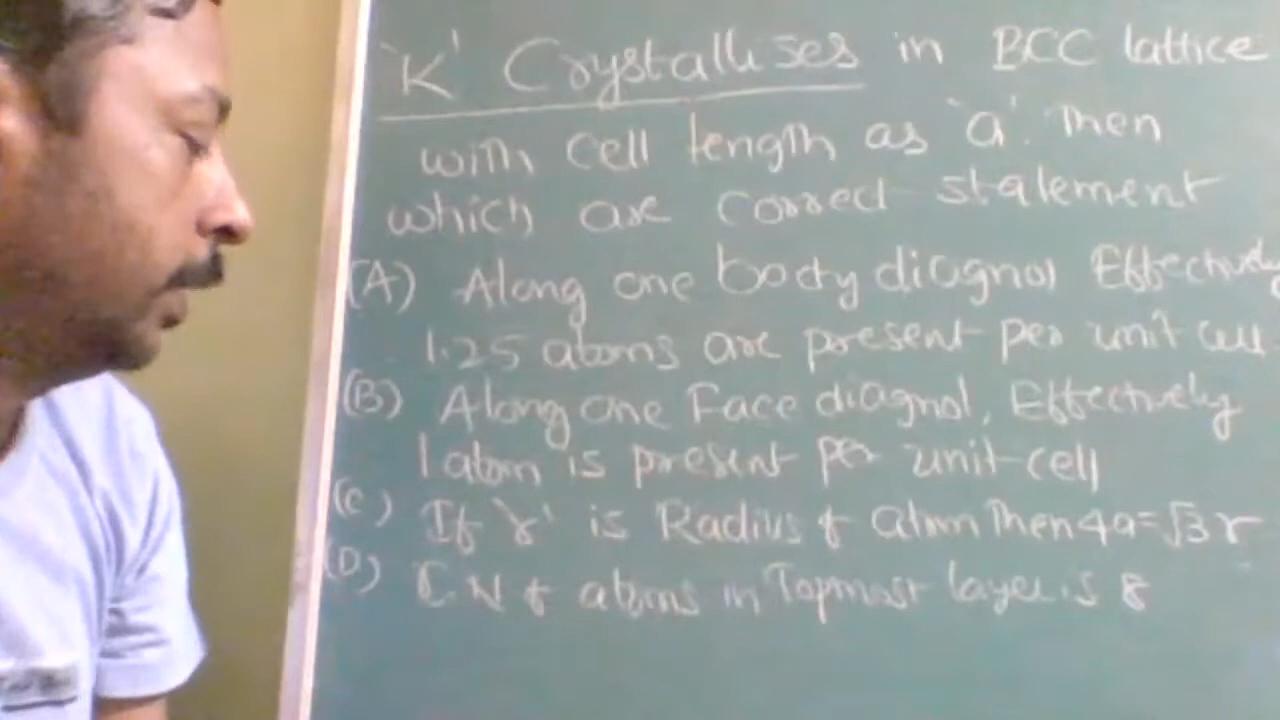 'K' Crystallises in BCC lattice
with cell length as 'a'. Then
which are correct statement
(A) Along one body diagnol Effectively
1.25 atoms are present per unit cell
(B) Along one Face diagnol, Effectively
1 atom is present per unit cell
(C) If 'r' is Radius of atom Then 4a=√3 r
(D) C.N of atoms in Topmost layer is 8